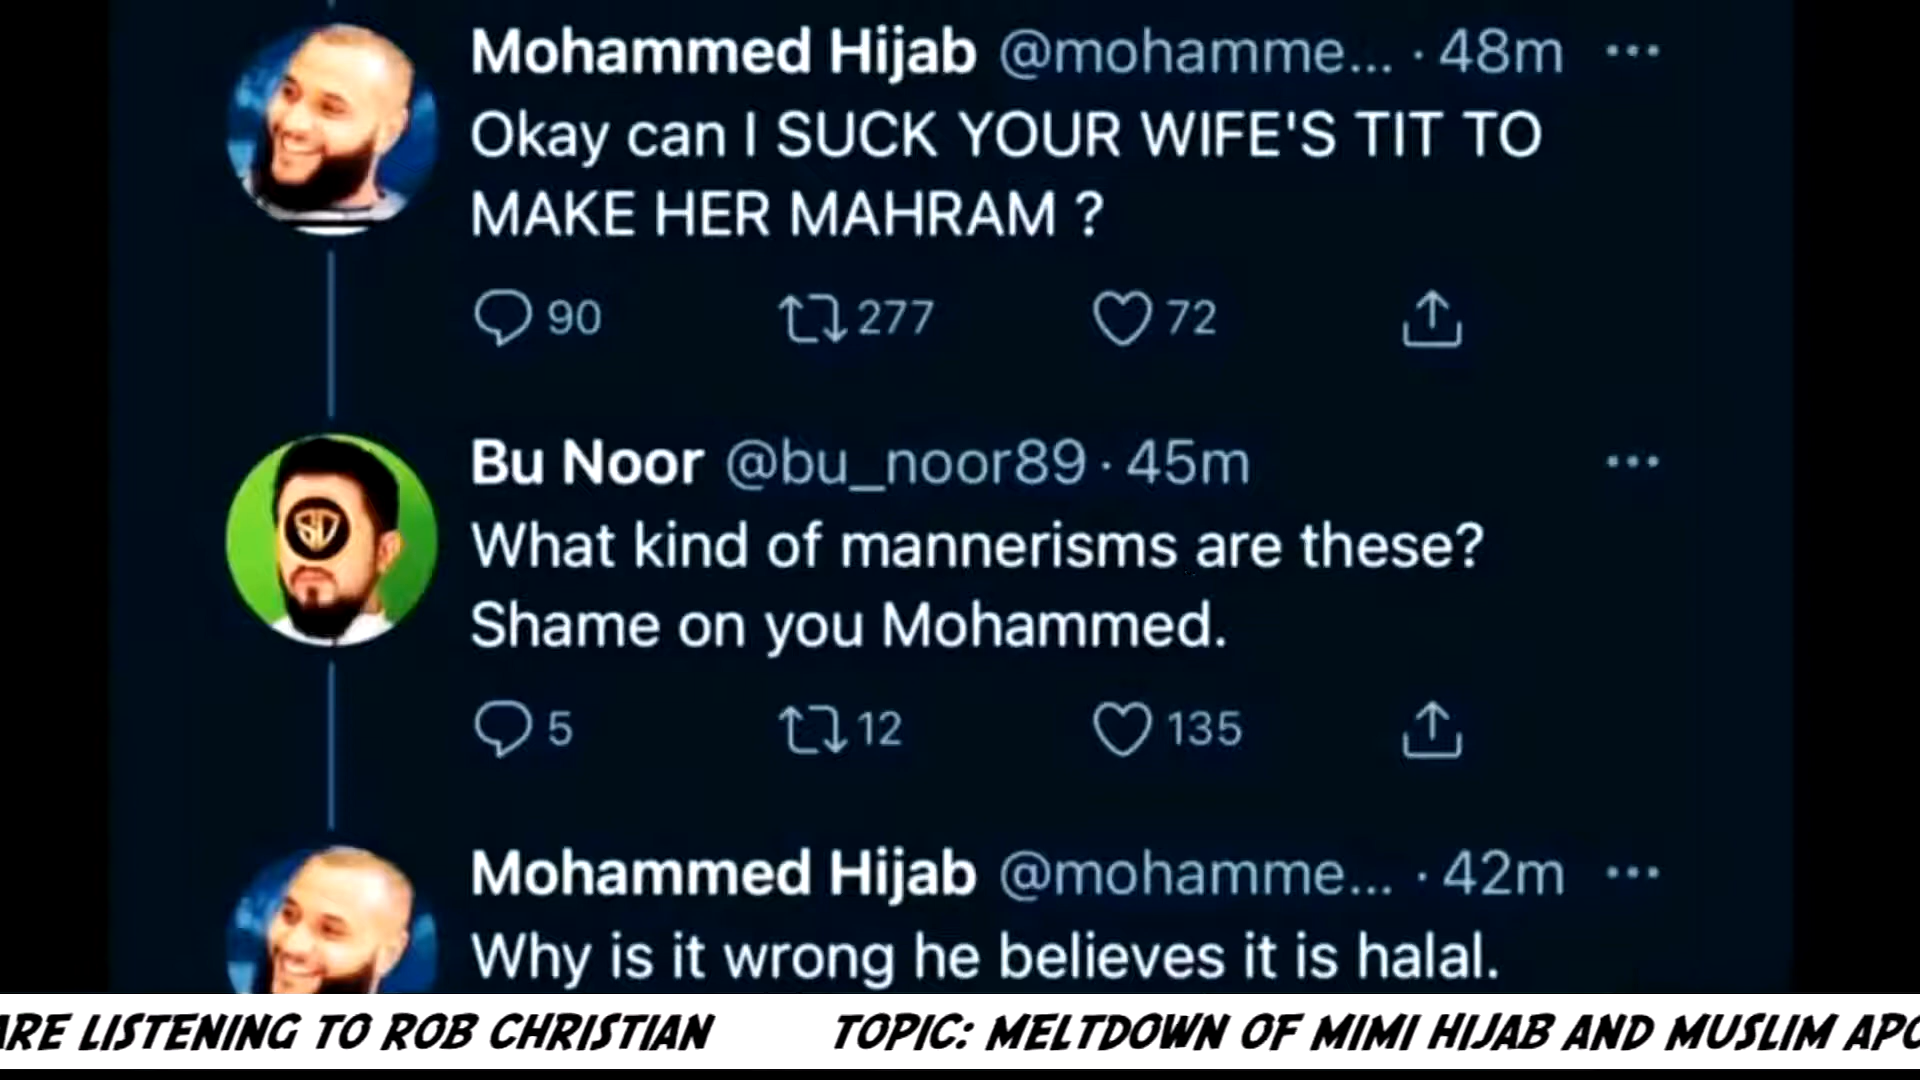 Mohammed Hijab @mohamme... · 48m
Okay can I SUCK YOUR WIFE'S TIT TO
MAKE HER MAHRAM ?
90 277 72
Bu Noor @bu_noor89 · 45m
What kind of mannerisms are these?
Shame on you Mohammed.
5 12 135
Mohammed Hijab @mohamme... · 42m
Why is it wrong he believes it is halal.
ARE LISTENING TO ROB CHRISTIAN TOPIC: MELTDOWN OF MIMI HIJAB AND MUSLIM APO